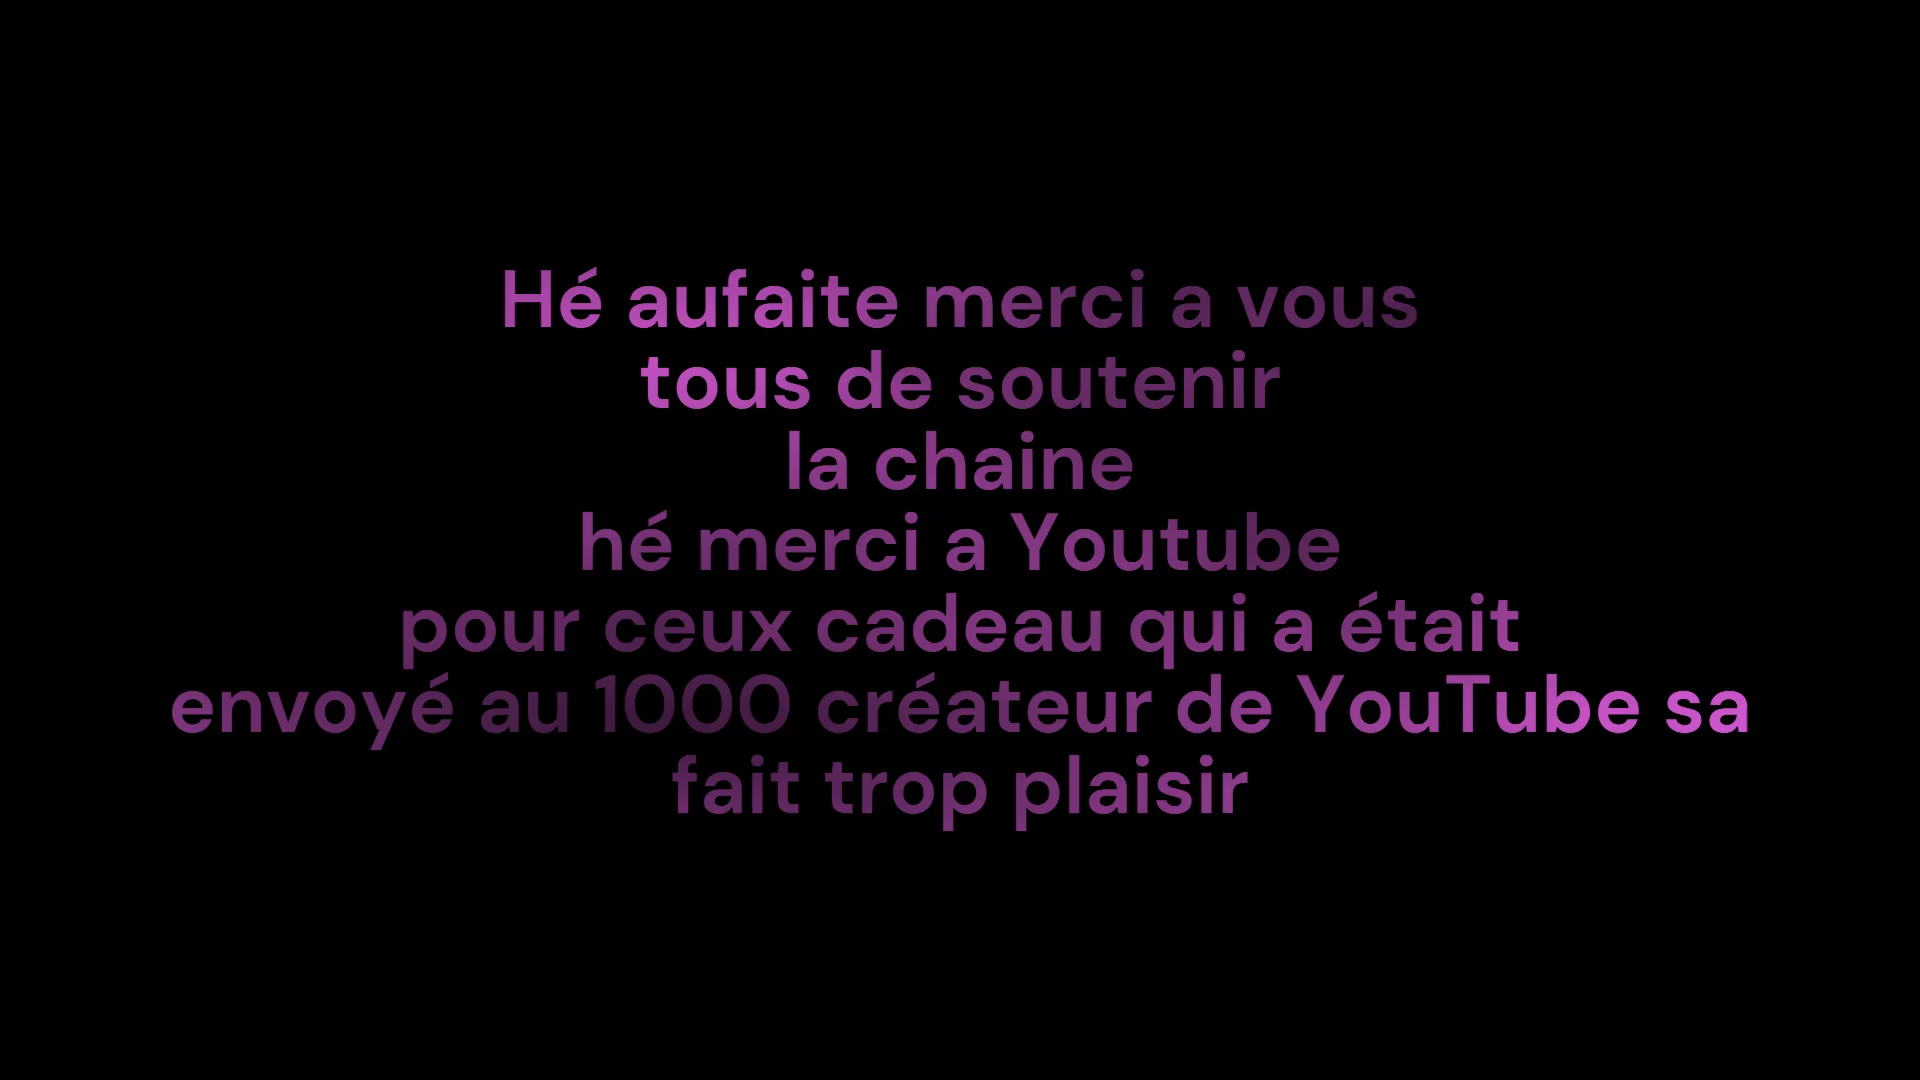 Hé aufaite merci a vous
tous de soutenir
la chaine
hé merci a Youtube
pour ceux cadeau qui a était
envoyé au 1000 créateur de YouTube sa
fait trop plaisir